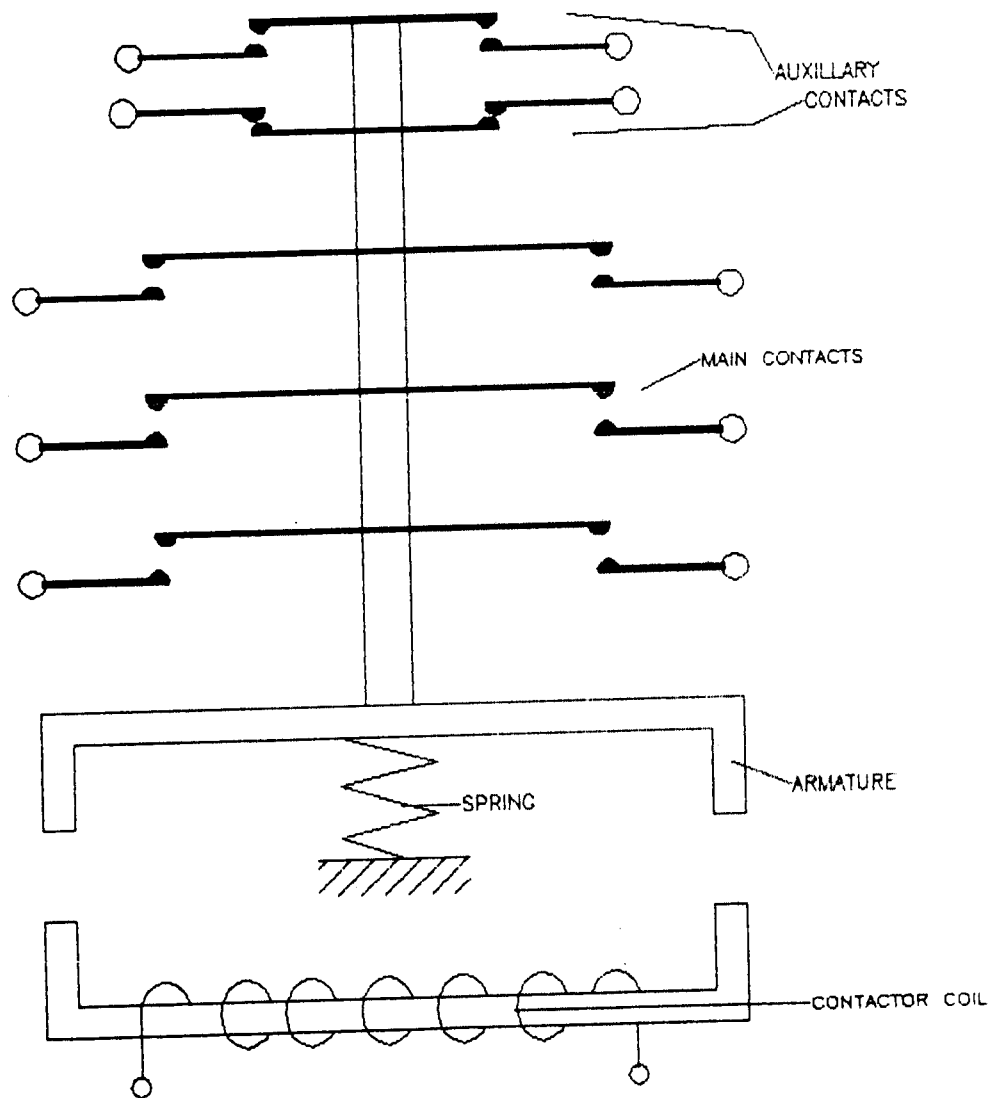 AUXILLARY
CONTACTS
MAIN CONTACTS
ARMATURE
SPRING
CONTACTOR COIL